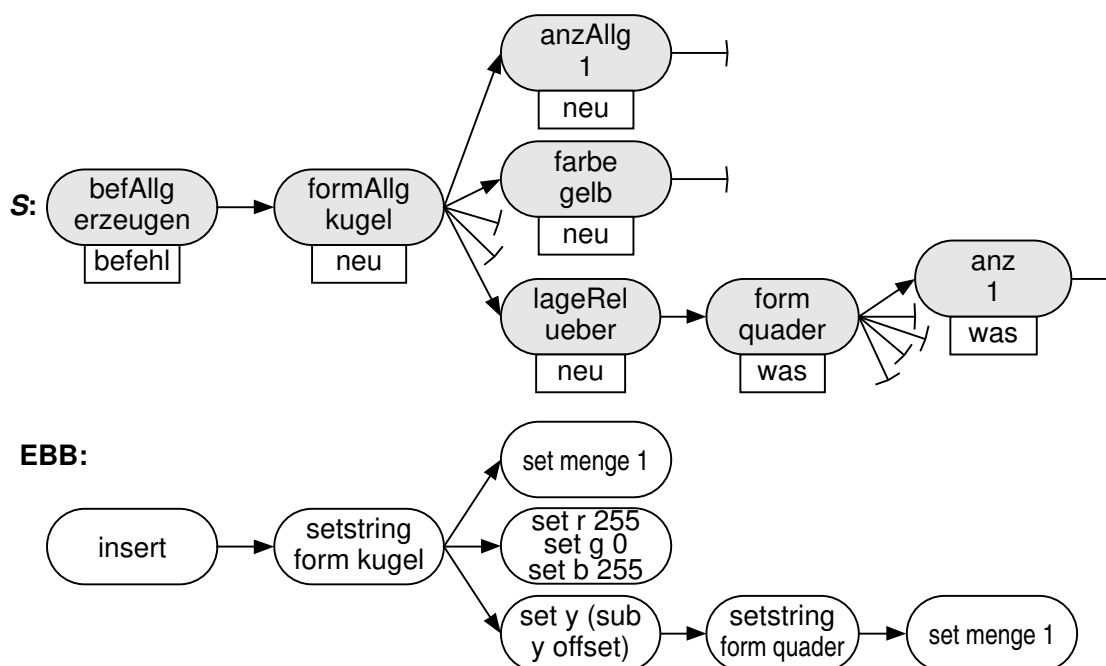 anzAllg
1
neu
farbe
gelb
neu
S:
befAllg
erzeugen
befehl
formAllg
kugel
neu
lageRel
ueber
neu
form
quader
was
anz
1
was
EBB:
set menge 1
insert
setstring
form kugel
set r 255
set g 0
set b 255
set y (sub
y offset)
setstring
form quader
set menge 1